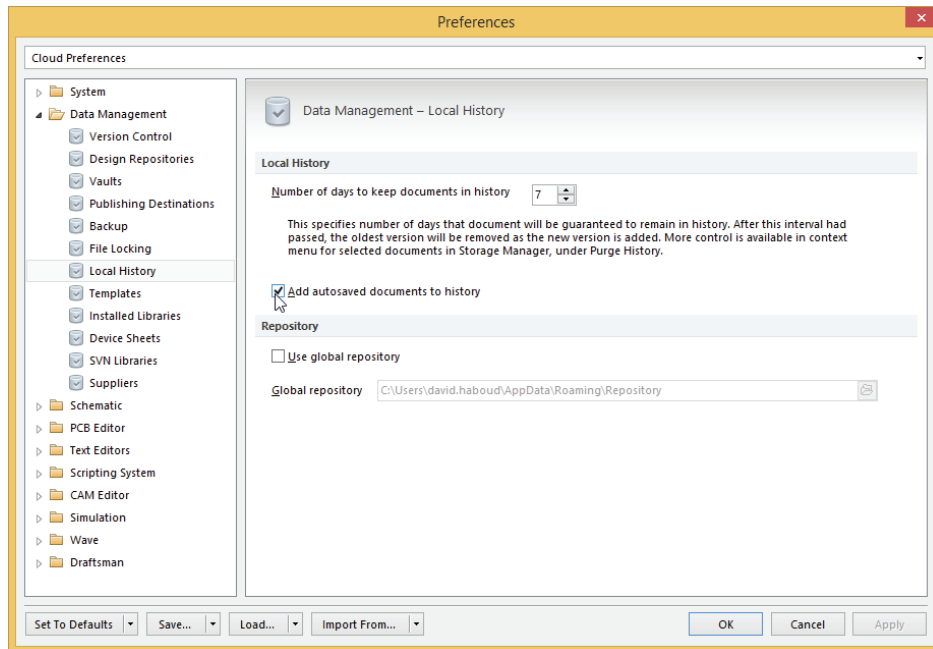 Preferences
Cloud Preferences
System
Data Management
Version Control
Design Repositories
Vaults
Publishing Destinations
Backup
File Locking
Local History
Templates
Installed Libraries
Device Sheets
SVN Libraries
Suppliers
Schematic
PCB Editor
Text Editors
Scripting System
CAM Editor
Simulation
Wave
Draftsman
Data Management – Local History
Local History
Number of days to keep documents in history 7
This specifies number of days that document will be guaranteed to remain in history. After this interval had
passed, the oldest version will be removed as the new version is added. More control is available in context
menu for selected documents in Storage Manager, under Purge History.
Add autosaved documents to history
Repository
Use global repository
Global repository C:\Users\david.haboud\AppData\Roaming\Repository
Set To Defaults Save... Load... Import From... OK Cancel Apply